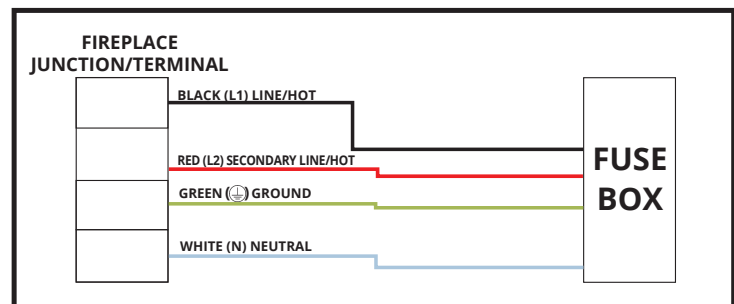 FIREPLACE
JUNCTION/TERMINAL
BLACK (L1) LINE/HOT
RED (L2) SECONDARY LINE/HOT
GREEN (⏚) GROUND
WHITE (N) NEUTRAL
FUSE
BOX